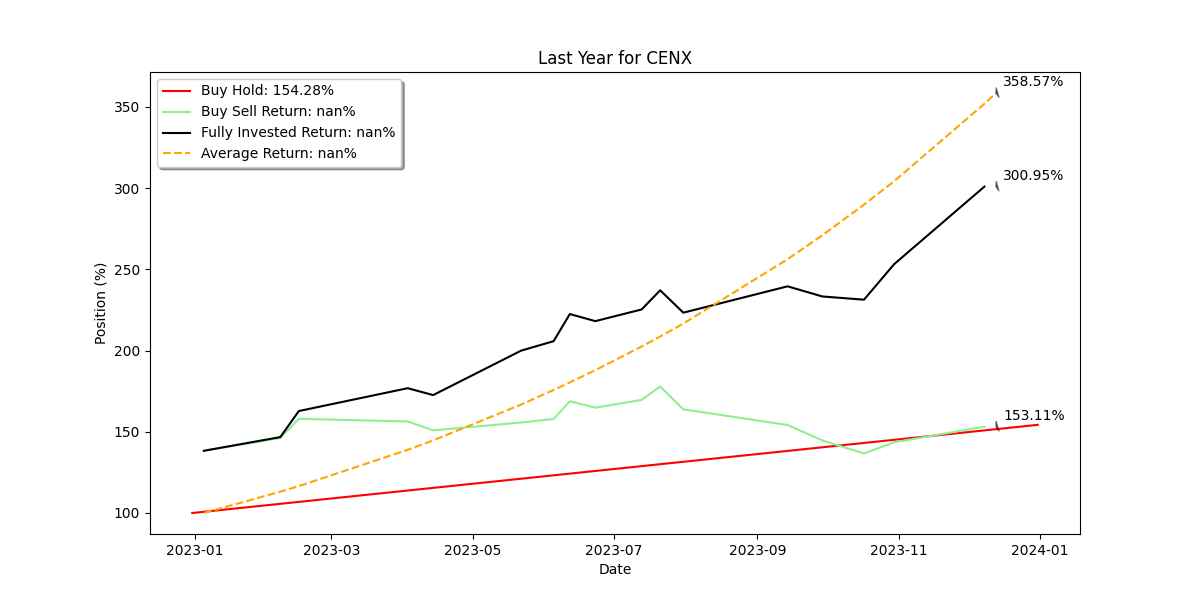 Last Year for CENX
358.57%
Buy Hold: 154.28%
Buy Sell Return: nan%
Fully Invested Return: nan%
Average Return: nan%
350
300.95%
300
250
Position (%)
200
153.11%
150
100
2023-01 2023-03 2023-05 2023-07 2023-09 2023-11 2024-01
Date